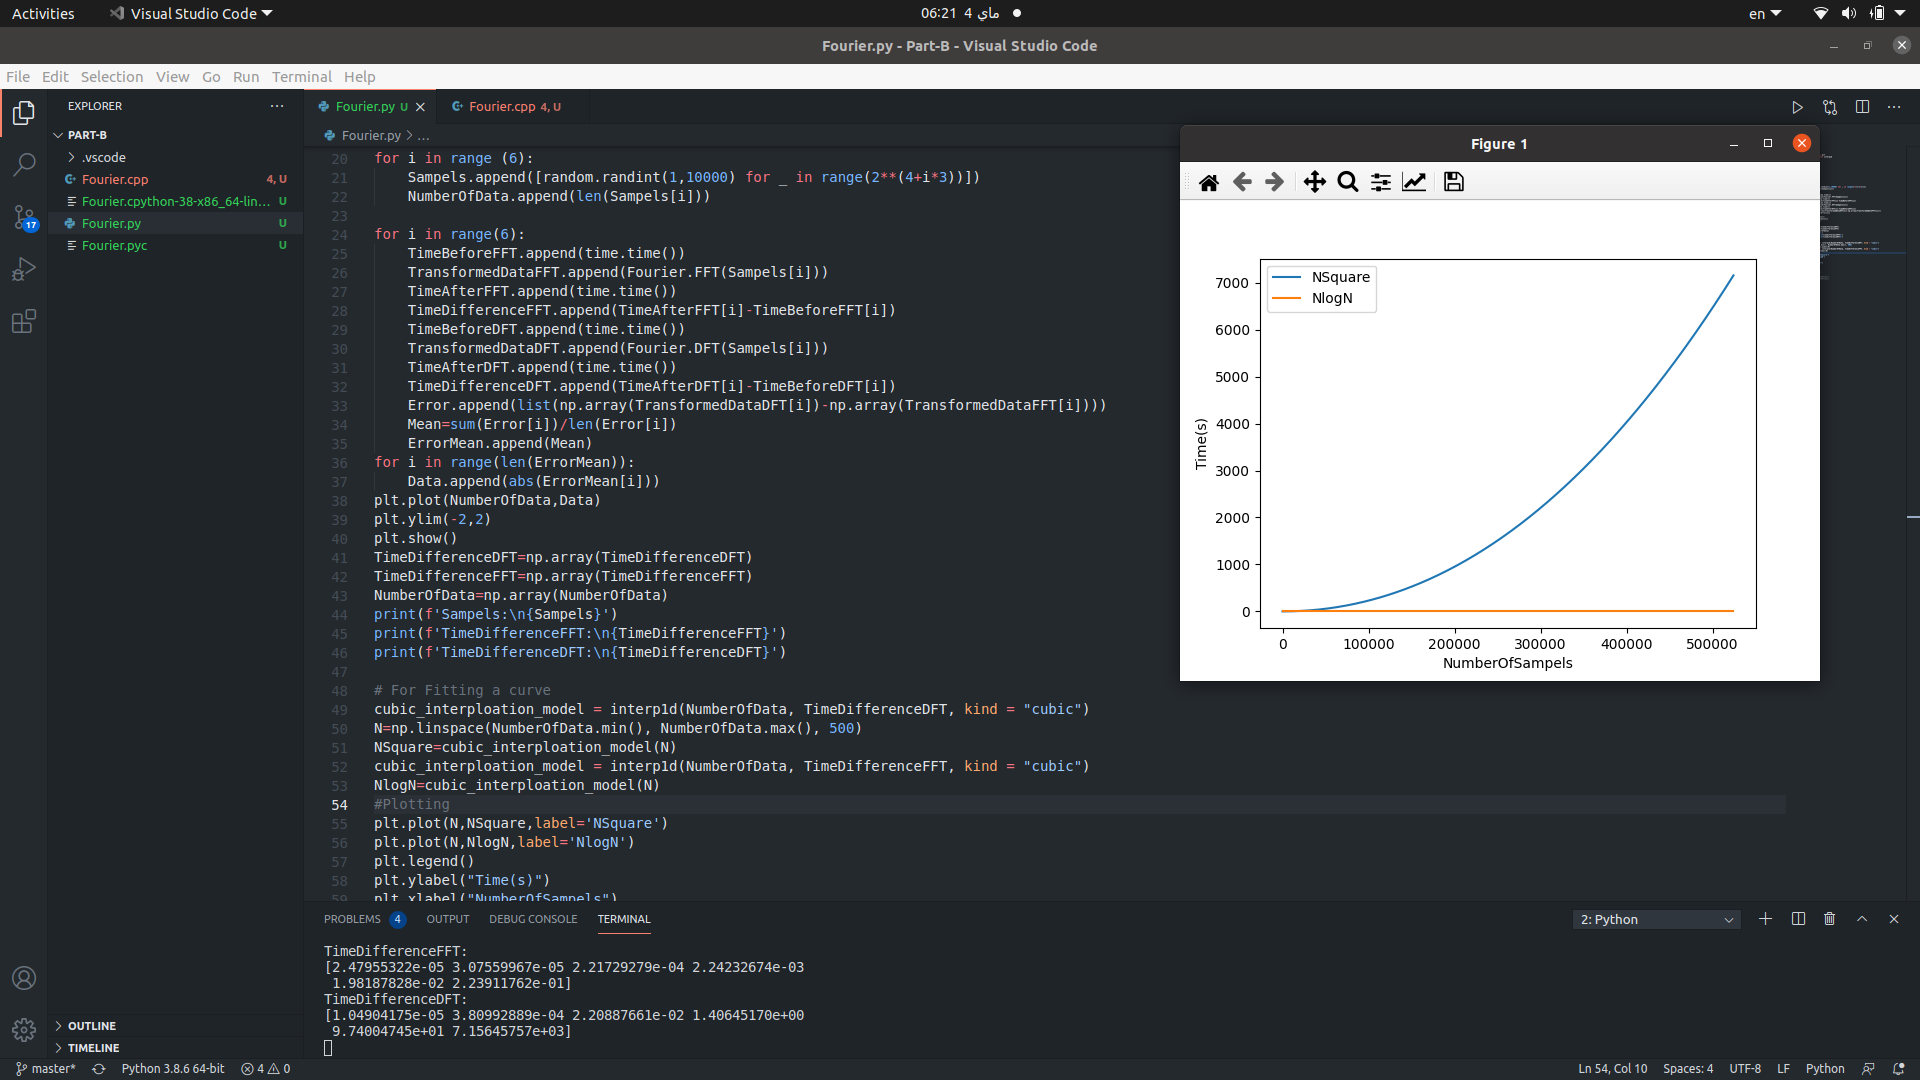 Activities
Visual Studio Code
06:21 4 ماي
en
Fourier.py - Part-B - Visual Studio Code
File Edit Selection View Go Run Terminal Help
EXPLORER
PART-B
.vscode
Fourier.cpp 4, U
Fourier.cpython-38-x86_64-lin... U
Fourier.py U
Fourier.pyc U
17
OUTLINE
TIMELINE
Fourier.py U
Fourier.cpp 4, U
Fourier.py > ...
20 for i in range (6):
21 Sampels.append([random.randint(1,10000) for _ in range(2**(4+i*3))])
22 NumberOfData.append(len(Sampels[i]))
23
24 for i in range(6):
25 TimeBeforeFFT.append(time.time())
26 TransformedDataFFT.append(Fourier.FFT(Sampels[i]))
27 TimeAfterFFT.append(time.time())
28 TimeDifferenceFFT.append(TimeAfterFFT[i]-TimeBeforeFFT[i])
29 TimeBeforeDFT.append(time.time())
30 TransformedDataDFT.append(Fourier.DFT(Sampels[i]))
31 TimeAfterDFT.append(time.time())
32 TimeDifferenceDFT.append(TimeAfterDFT[i]-TimeBeforeDFT[i])
33 Error.append(list(np.array(TransformedDataDFT[i])-np.array(TransformedDataFFT[i])))
34 Mean=sum(Error[i])/len(Error[i])
35 ErrorMean.append(Mean)
36 for i in range(len(ErrorMean)):
37 Data.append(abs(ErrorMean[i]))
38 plt.plot(NumberOfData,Data)
39 plt.ylim(-2,2)
40 plt.show()
41 TimeDifferenceDFT=np.array(TimeDifferenceDFT)
42 TimeDifferenceFFT=np.array(TimeDifferenceFFT)
43 NumberOfData=np.array(NumberOfData)
44 print(f'Sampels:\n{Sampels}')
45 print(f'TimeDifferenceFFT:\n{TimeDifferenceFFT}')
46 print(f'TimeDifferenceDFT:\n{TimeDifferenceDFT}')
47
48 # For Fitting a curve
49 cubic_interploation_model = interp1d(NumberOfData, TimeDifferenceDFT, kind = "cubic")
50 N=np.linspace(NumberOfData.min(), NumberOfData.max(), 500)
51 NSquare=cubic_interploation_model(N)
52 cubic_interploation_model = interp1d(NumberOfData, TimeDifferenceFFT, kind = "cubic")
53 NlogN=cubic_interploation_model(N)
54 #Plotting
55 plt.plot(N,NSquare,label='NSquare')
56 plt.plot(N,NlogN,label='NlogN')
57 plt.legend()
58 plt.ylabel("Time(s)")
59 plt.xlabel("NumberOfSampels")
Figure 1
NSquare
NlogN
7000
6000
5000
4000
3000
2000
1000
0
Time(s)
0 100000 200000 300000 400000 500000
NumberOfSampels
PROBLEMS 4 OUTPUT DEBUG CONSOLE TERMINAL
2: Python
TimeDifferenceFFT:
[2.47955322e-05 3.07559967e-05 2.21729279e-04 2.24232674e-03
1.98187828e-02 2.23911762e-01]
TimeDifferenceDFT:
[1.04904175e-05 3.80992889e-04 2.20887661e-02 1.40645170e+00
9.74004745e+01 7.15645757e+03]
master* Python 3.8.6 64-bit 4 0
Ln 54, Col 10 Spaces: 4 UTF-8 LF Python